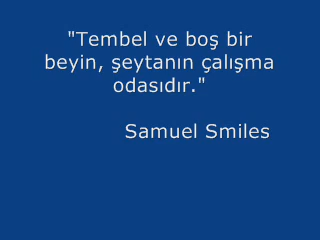 "Tembel ve boş bir
beyin, şeytanın çalışma
odasıdır."
Samuel Smiles